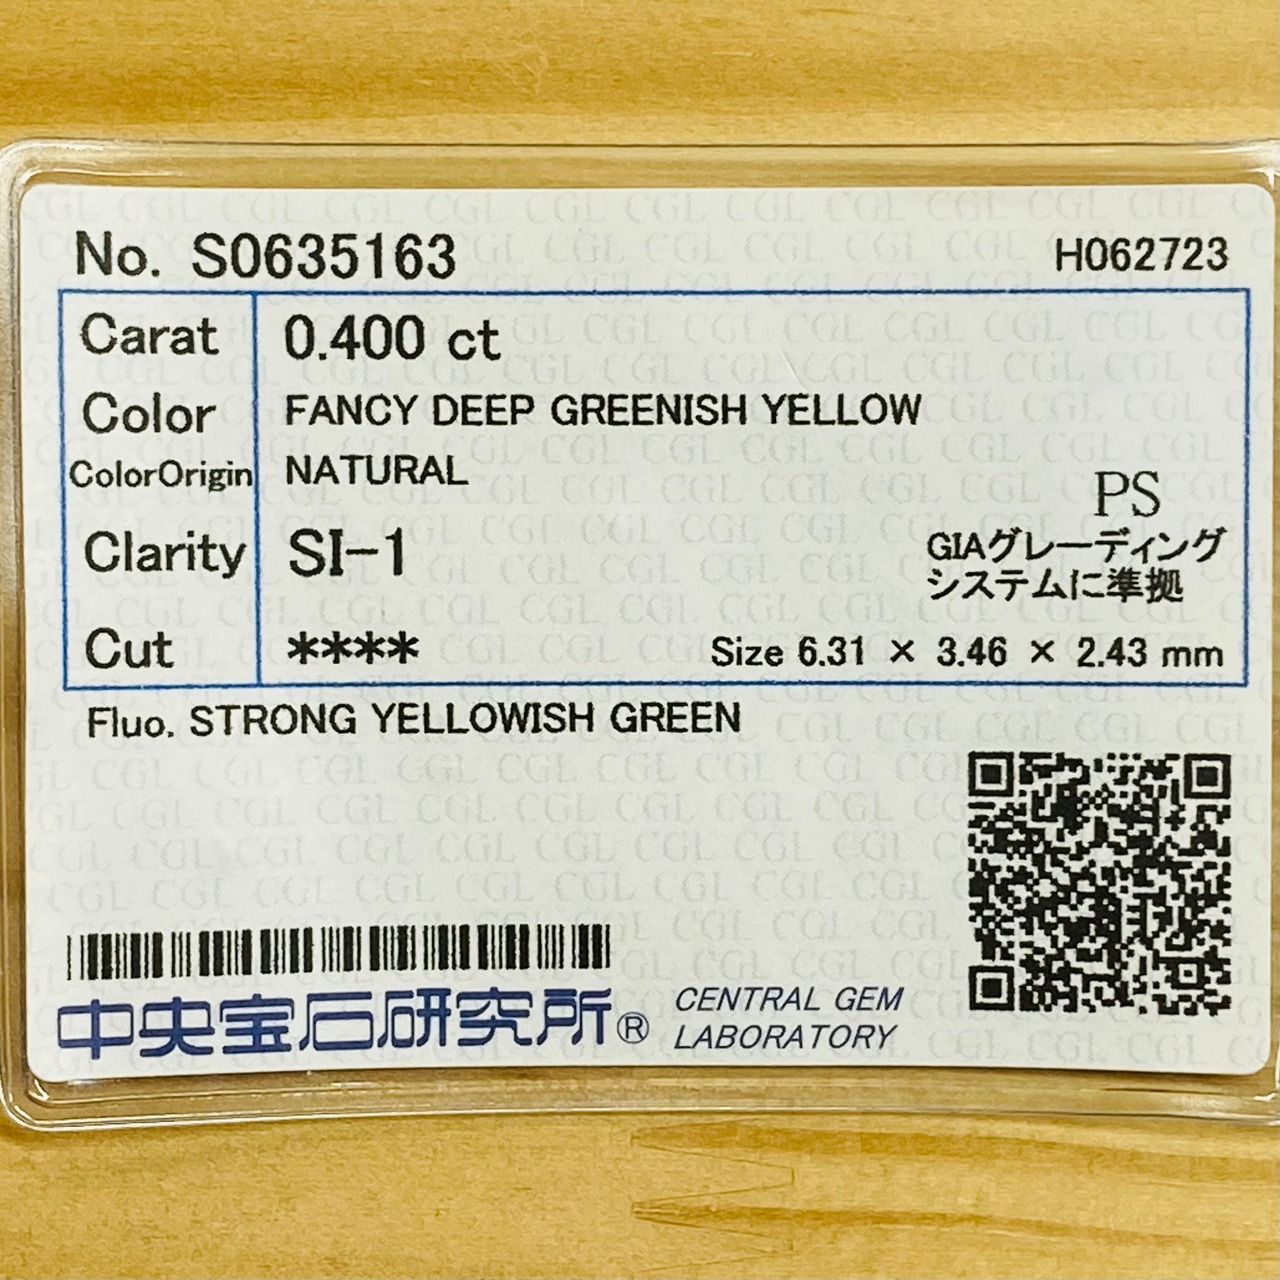 No. S0635163
H062723
Carat 0.400 ct
Color FANCY DEEP GREENISH YELLOW
ColorOrigin NATURAL
PS
Clarity SI-1
GIAグレーディング
システムに準拠
Cut ****
Size 6.31 × 3.46 × 2.43 mm
Fluo. STRONG YELLOWISH GREEN
中央宝石研究所®
CENTRAL GEM
LABORATORY